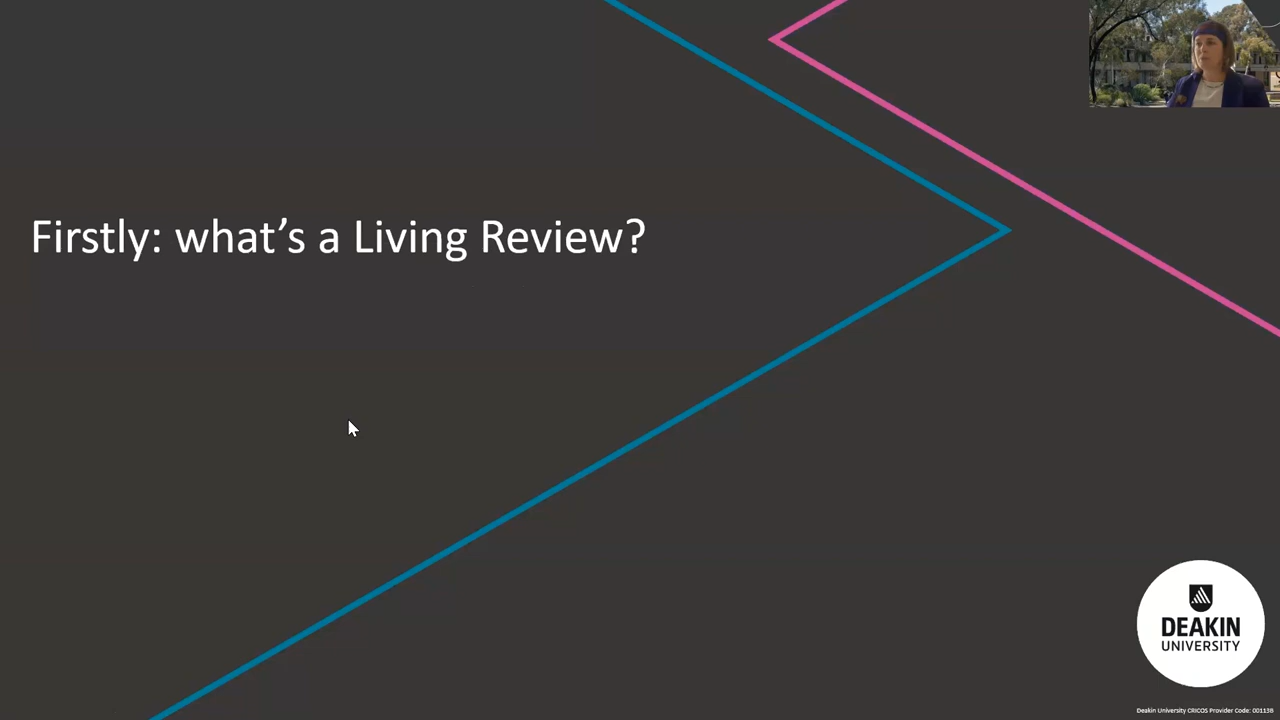 Firstly: what's a Living Review?
DEAKIN
UNIVERSITY
Deakin University CRICOS Provider Code: 00113B